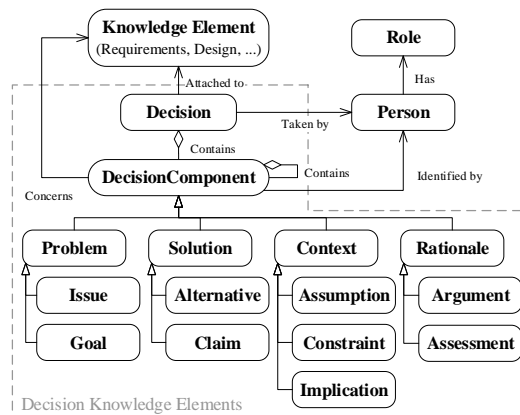 Knowledge Element
(Requirements, Design, ...)
Role
Attached to
Has
Decision
Taken by
Person
Contains
DecisionComponent
Contains
Identified by
Concerns
Problem
Solution
Context
Rationale
Issue
Alternative
Assumption
Argument
Goal
Claim
Constraint
Assessment
Implication
Decision Knowledge Elements